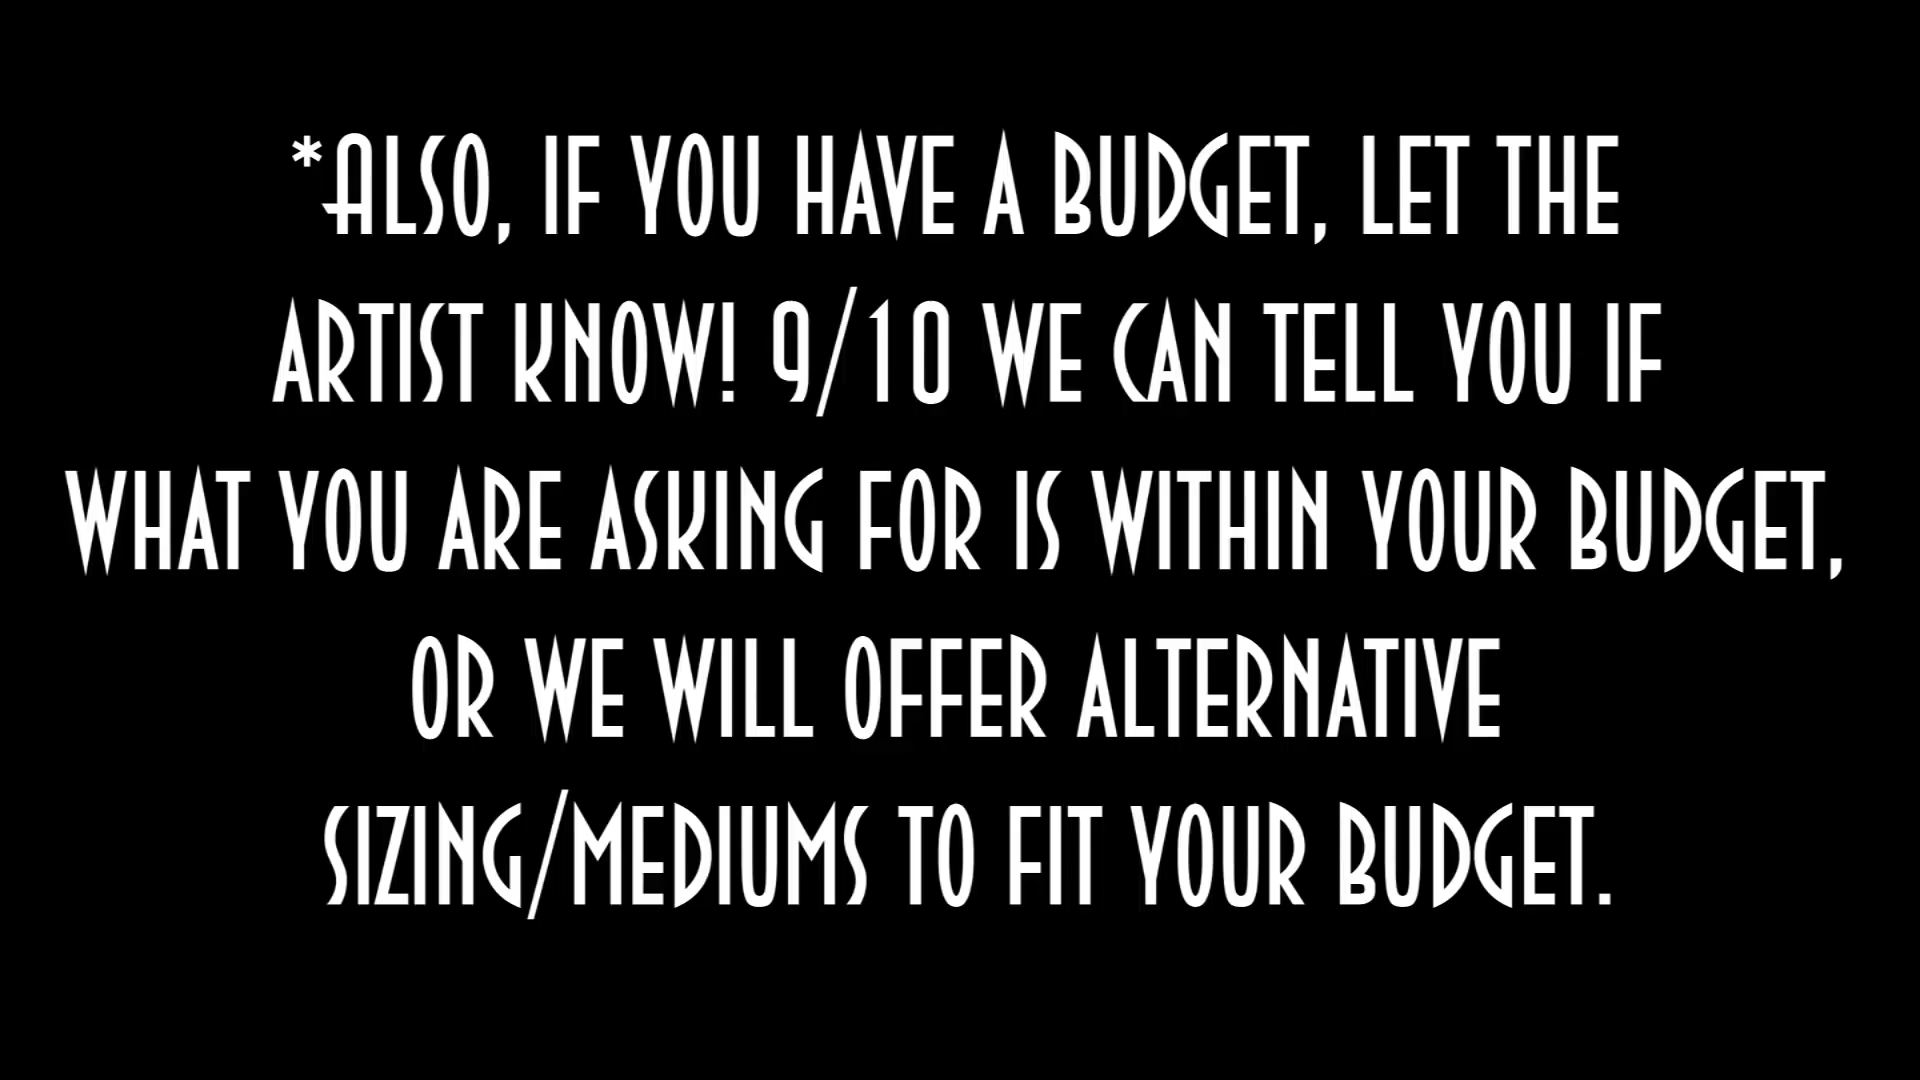 *ALSO, IF YOU HAVE A BUDGET, LET THE
ARTIST KNOW! 9/10 WE CAN TELL YOU IF
WHAT YOU ARE ASKING FOR IS WITHIN YOUR BUDGET,
OR WE WILL OFFER ALTERNATIVE
SIZING/MEDIUMS TO FIT YOUR BUDGET.